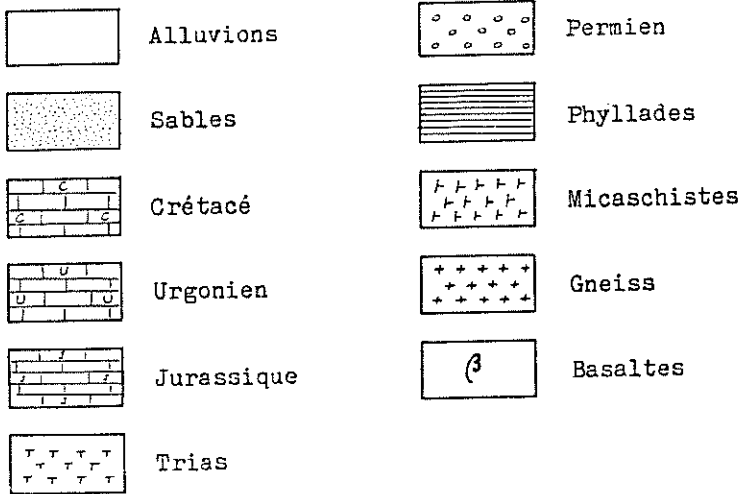 Alluvions
Sables
C
C C
Crétacé
U
U U
Urgonien
J
J J
J
Jurassique
T T T T
T T T
T T T T
Trias
Permien
Phyllades
Micaschistes
Gneiss
β
Basaltes